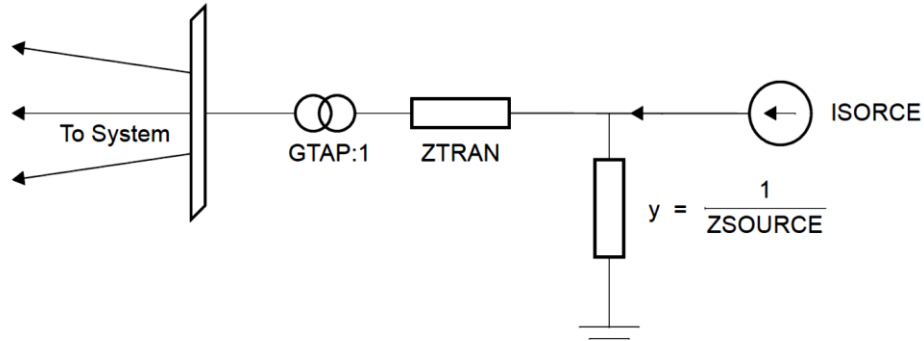 To System
GTAP:1
ZTRAN
ISORCE
y = 1
ZSOURCE